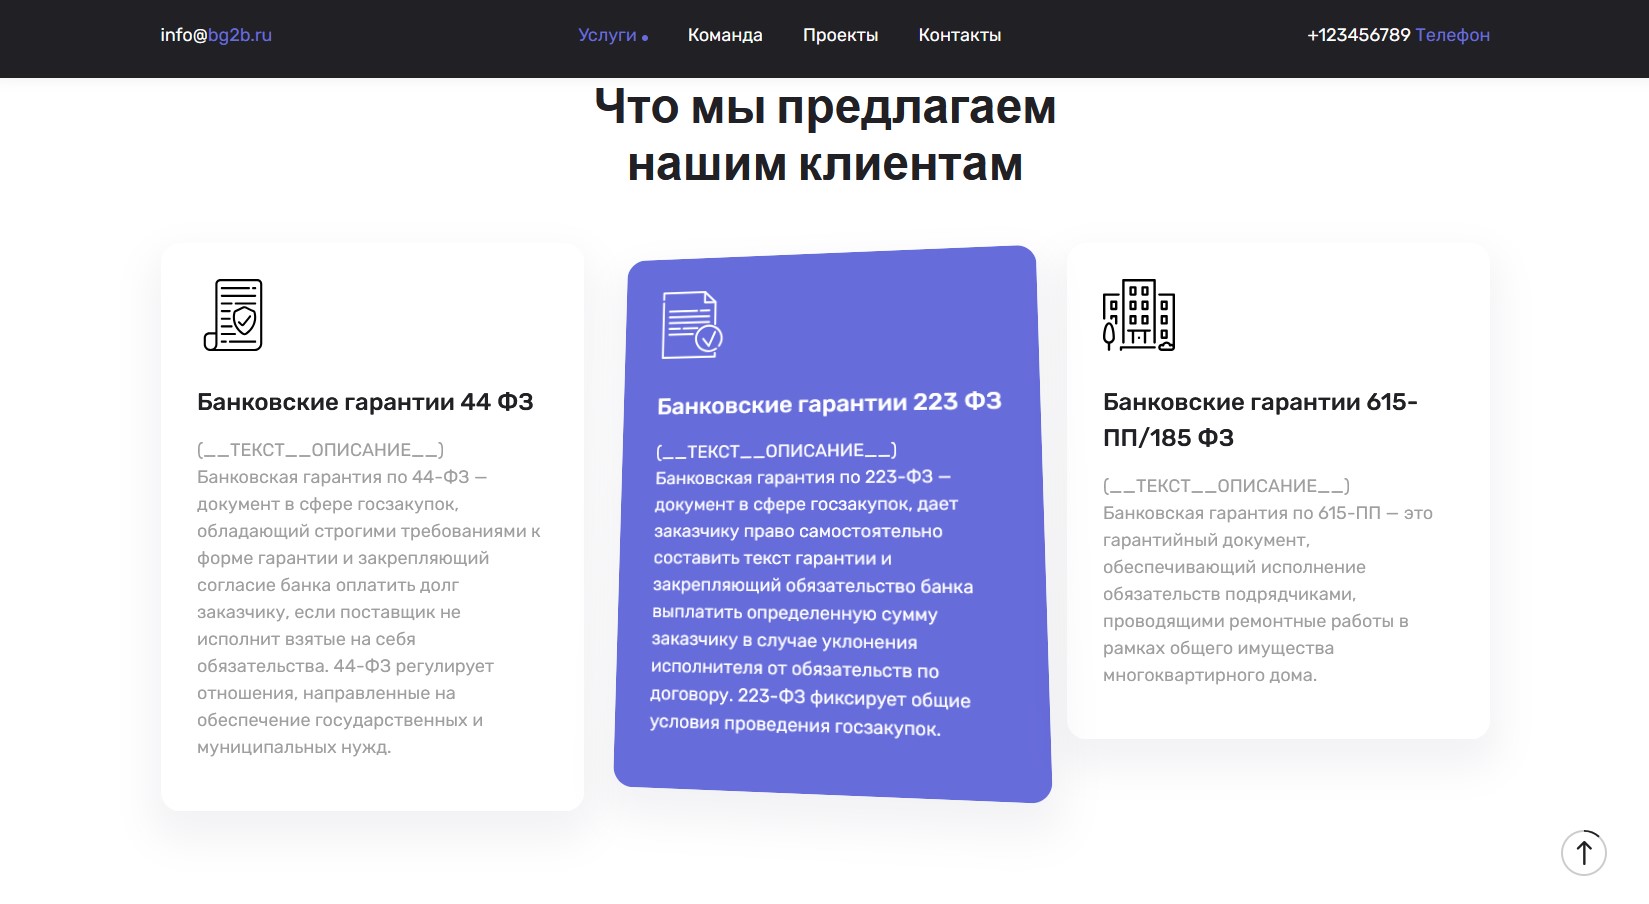 info@bg2b.ru
Услуги
Команда
Проекты
Контакты
+123456789 Телефон
Что мы предлагаем
нашим клиентам
Банковские гарантии 44 ФЗ
(__ТЕКСТ__ОПИСАНИЕ__)
Банковская гарантия по 44-ФЗ —
документ в сфере госзакупок,
обладающий строгими требованиями к
форме гарантии и закрепляющий
согласие банка оплатить долг
заказчику, если поставщик не
исполнит взятые на себя
обязательства. 44-ФЗ регулирует
отношения, направленные на
обеспечение государственных и
муниципальных нужд.
Банковские гарантии 223 ФЗ
(__ТЕКСТ__ОПИСАНИЕ__)
Банковская гарантия по 223-ФЗ —
документ в сфере госзакупок, дает
заказчику право самостоятельно
составить текст гарантии и
закрепляющий обязательство банка
выплатить определенную сумму
заказчику в случае уклонения
исполнителя от обязательств по
договору. 223-ФЗ фиксирует общие
условия проведения госзакупок.
Банковские гарантии 615-
ПП/185 ФЗ
(__ТЕКСТ__ОПИСАНИЕ__)
Банковская гарантия по 615-ПП — это
гарантийный документ,
обеспечивающий исполнение
обязательств подрядчиками,
проводящими ремонтные работы в
рамках общего имущества
многоквартирного дома.